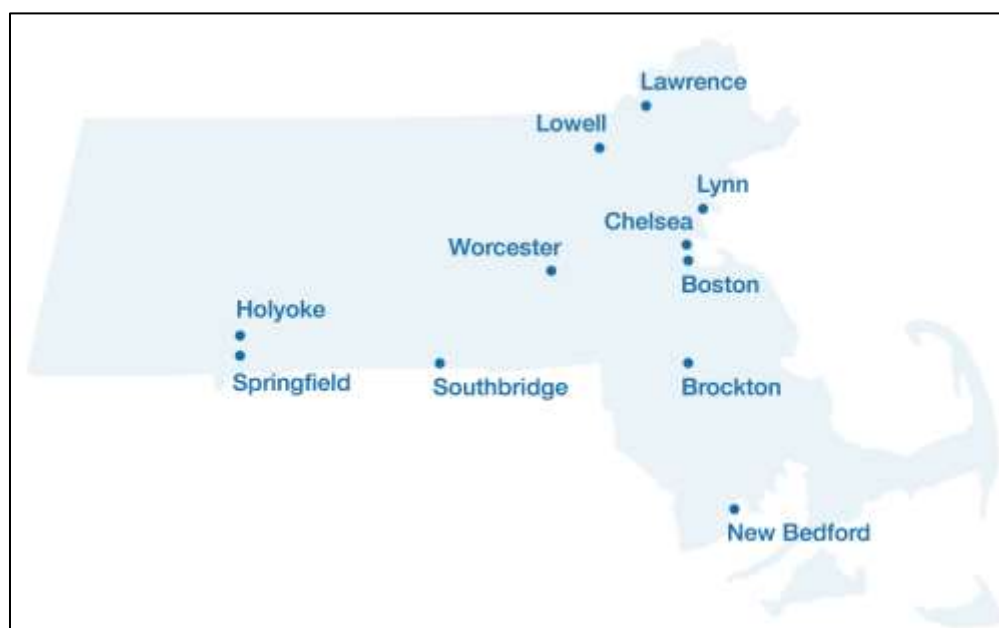 Lawrence
Lowell
Lynn
Chelsea
Worcester
Boston
Holyoke
Springfield
Southbridge
Brockton
New Bedford